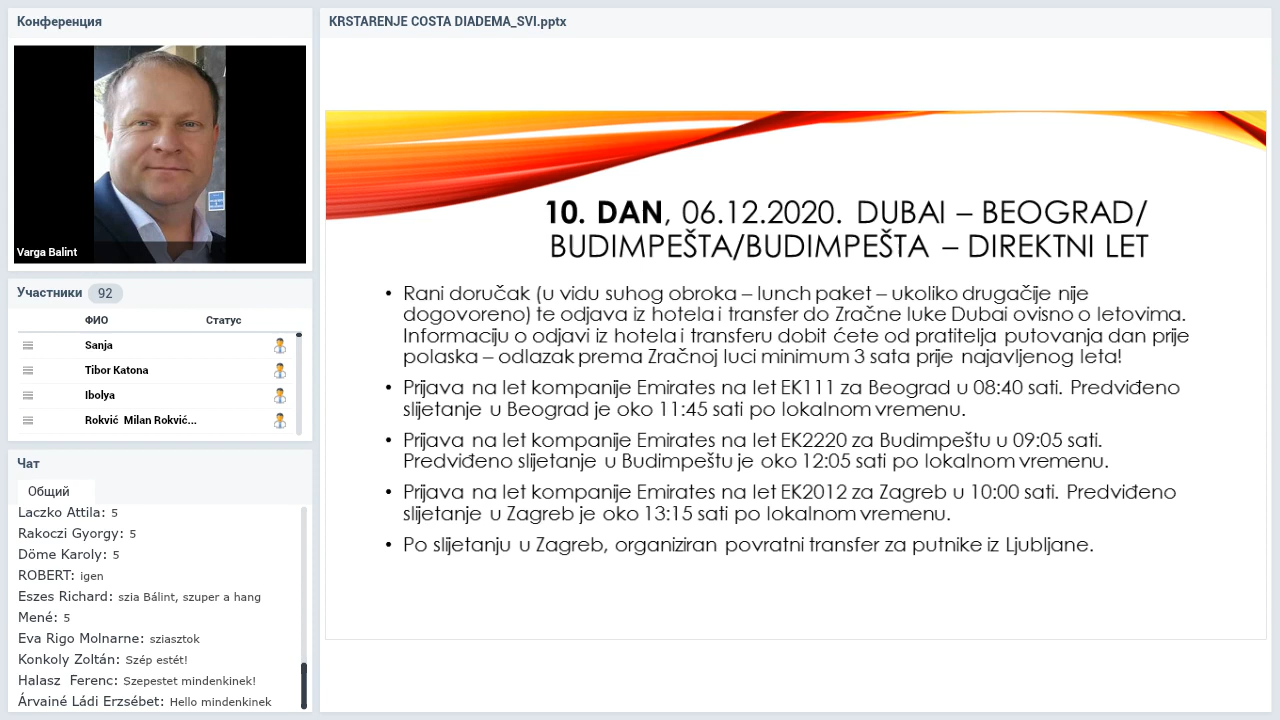 Конференция
Varga Balint
Участники 92
ФИО Статус
Sanja
Tibor Katona
Ibolya
Rokvić Milan Rokvić...
Чат
Общий
Laczko Attila: 5
Rakoczi Gyorgy: 5
Döme Karoly: 5
ROBERT: igen
Eszes Richard: szia Bálint, szuper a hang
Mené: 5
Eva Rigo Molnarne: sziasztok
Konkoly Zoltán: Szép estét!
Halasz Ferenc: Szepestet mindenkinek!
Árvainé Ládi Erzsébet: Hello mindenkinek
KRSTARENJE COSTA DIADEMA_SVI.pptx
10. DAN, 06.12.2020. DUBAI – BEOGRAD/
BUDIMPEŠTA/BUDIMPEŠTA – DIREKTNI LET
• Rani doručak (u vidu suhog obroka – lunch paket – ukoliko drugačije nije
dogovoreno) te odjava iz hotela i transfer do Zračne luke Dubai ovisno o letovima.
Informaciju o odjavi iz hotela i transferu dobit ćete od pratitelja putovanja dan prije
polaska – odlazak prema Zračnoj luci minimum 3 sata prije najavljenog leta!
• Prijava na let kompanije Emirates na let EK111 za Beograd u 08:40 sati. Predviđeno
slijetanje u Beograd je oko 11:45 sati po lokalnom vremenu.
• Prijava na let kompanije Emirates na let EK2220 za Budimpeštu u 09:05 sati.
Predviđeno slijetanje u Budimpeštu je oko 12:05 sati po lokalnom vremenu.
• Prijava na let kompanije Emirates na let EK2012 za Zagreb u 10:00 sati. Predviđeno
slijetanje u Zagreb je oko 13:15 sati po lokalnom vremenu.
• Po slijetanju u Zagreb, organiziran povratni transfer za putnike iz Ljubljane.